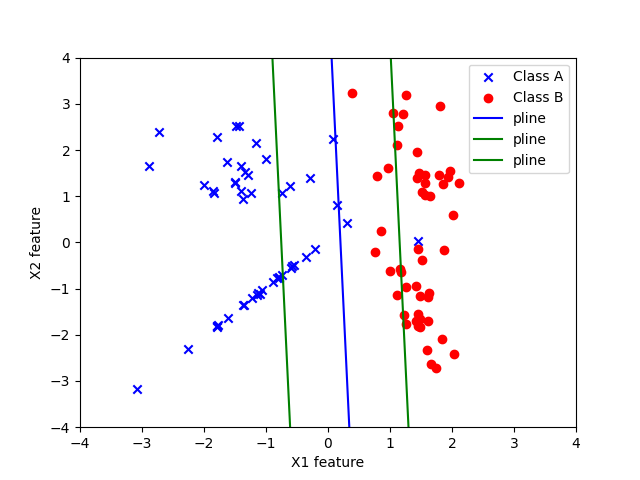 Class A
Class B
pline
pline
pline
4
3
2
1
0
−1
−2
−3
−4
X2 feature
−4 −3 −2 −1 0 1 2 3 4
X1 feature